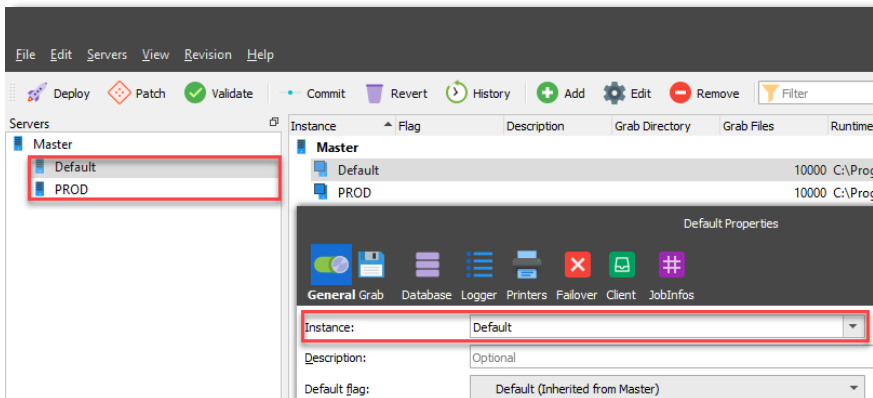 File Edit Servers View Revision Help
Deploy Patch Validate Commit Revert History Add Edit Remove Filter
Servers
Master
Default
PROD
Instance Flag Description Grab Directory Grab Files Runtime
Master
Default 10000 C:\Prog
PROD 10000 C:\Prog
Default Properties
General Grab Database Logger Printers Failover Client JobInfos
Instance: Default
Description: Optional
Default flag: Default (Inherited from Master)